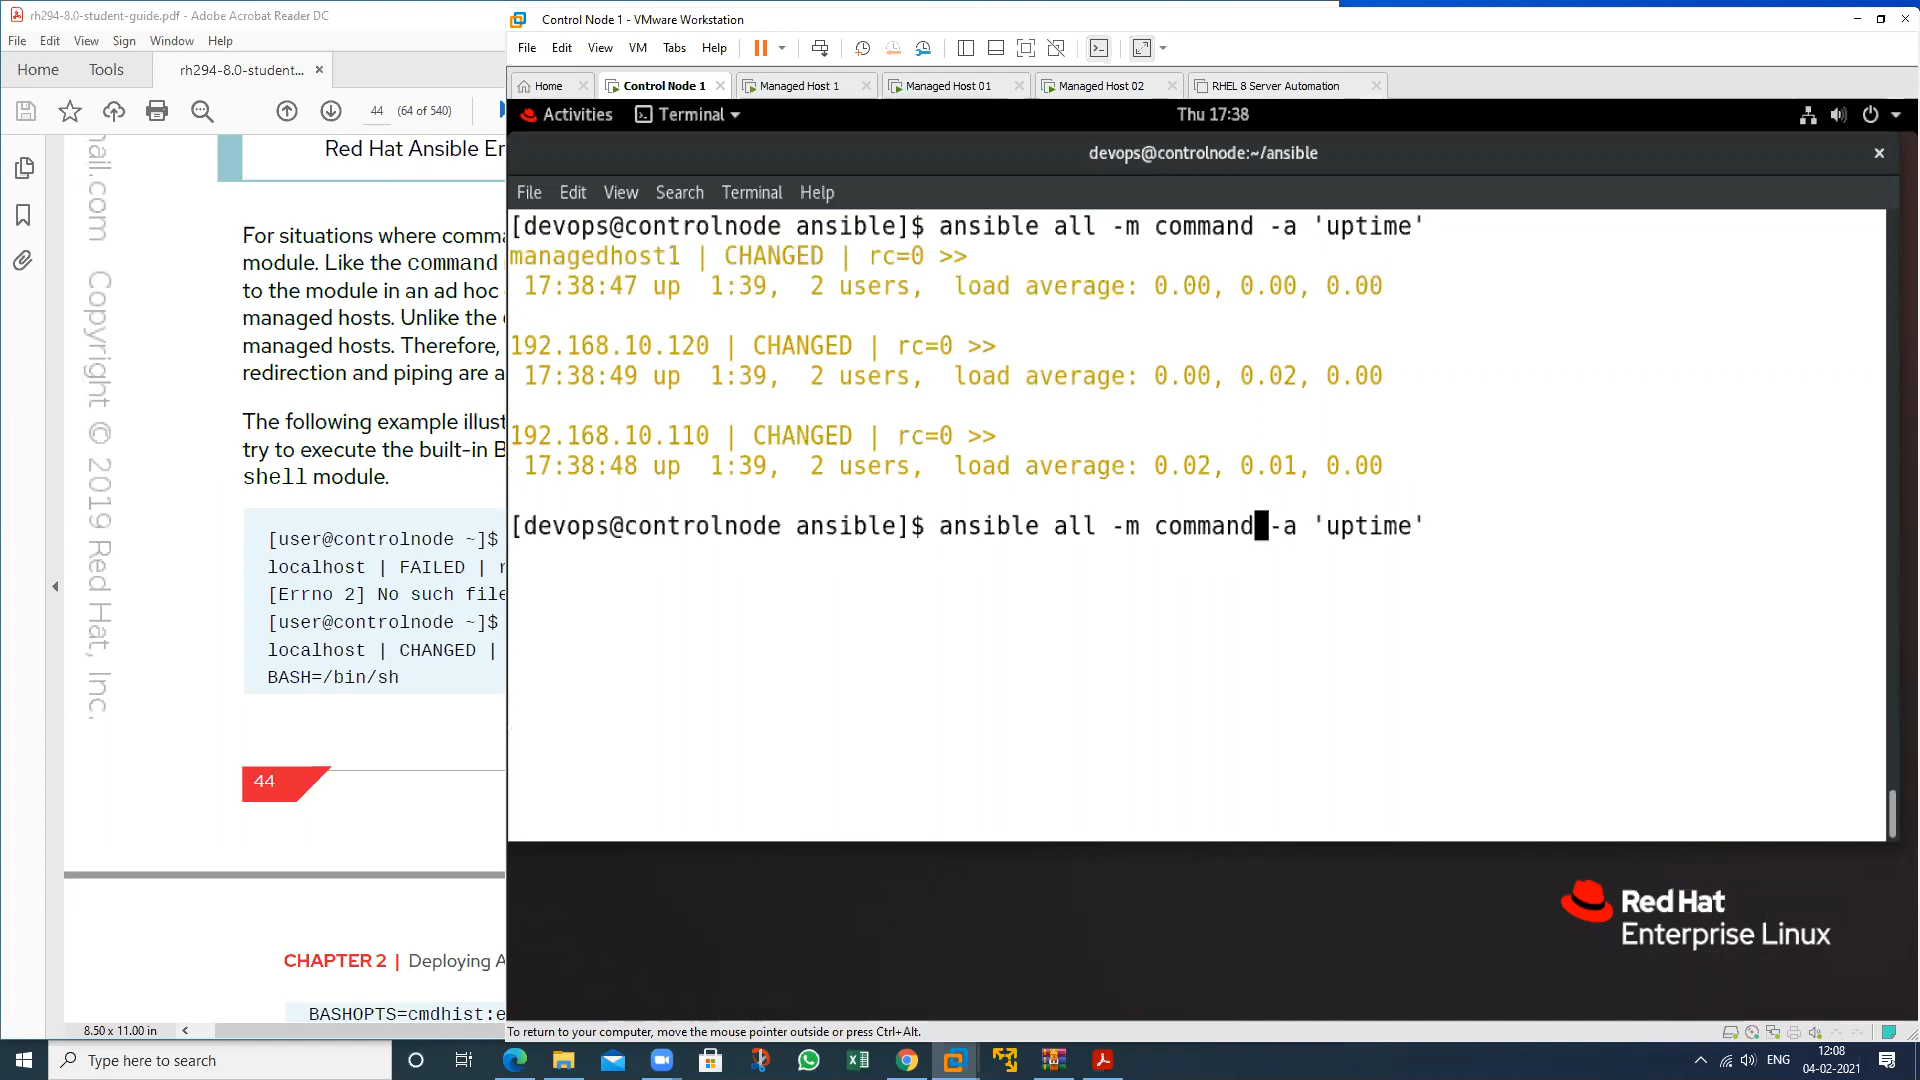 rh294-8.0-student-guide.pdf - Adobe Acrobat Reader DC
File Edit View Sign Window Help
Home Tools rh294-8.0-student...
44 (64 of 540)
Red Hat Ansible En
For situations where comma
module. Like the command
to the module in an ad hoc
managed hosts. Unlike the
managed hosts. Therefore,
redirection and piping are a
The following example illust
try to execute the built-in B
shell module.
[user@controlnode ~]$
localhost | FAILED | r
[Errno 2] No such file
[user@controlnode ~]$
localhost | CHANGED |
BASH=/bin/sh
44
CHAPTER 2 | Deploying A
BASHOPTS=cmdhist:e
8.50 x 11.00 in
nail.com Copyright © 2019 Red Hat, Inc.
Control Node 1 - VMware Workstation
File Edit View VM Tabs Help
Home Control Node 1 Managed Host 1 Managed Host 01 Managed Host 02 RHEL 8 Server Automation
Activities Terminal Thu 17:38
devops@controlnode:~/ansible
File Edit View Search Terminal Help
[devops@controlnode ansible]$ ansible all -m command -a 'uptime'
managedhost1 | CHANGED | rc=0 >>
17:38:47 up 1:39, 2 users, load average: 0.00, 0.00, 0.00
192.168.10.120 | CHANGED | rc=0 >>
17:38:49 up 1:39, 2 users, load average: 0.00, 0.02, 0.00
192.168.10.110 | CHANGED | rc=0 >>
17:38:48 up 1:39, 2 users, load average: 0.02, 0.01, 0.00
[devops@controlnode ansible]$ ansible all -m command -a 'uptime'
Red Hat
Enterprise Linux
To return to your computer, move the mouse pointer outside or press Ctrl+Alt.
Type here to search
ENG
12:08
04-02-2021